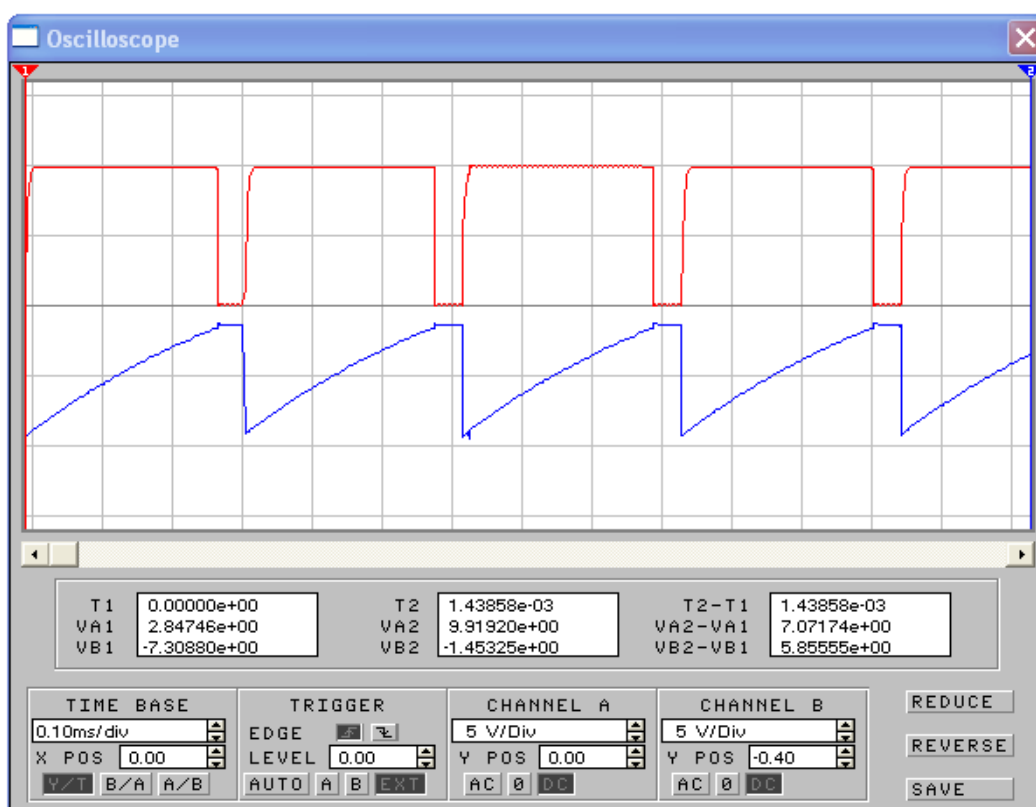 Oscilloscope
1 2
T1 0.00000e+00 T2 1.43858e-03 T2-T1 1.43858e-03
VA1 2.84746e+00 VA2 9.91920e+00 VA2-VA1 7.07174e+00
VB1 -7.30880e+00 VB2 -1.45325e+00 VB2-VB1 5.85555e+00
TIME BASE
0.10ms/div
X POS 0.00
Y/T B/A A/B
TRIGGER
EDGE
LEVEL 0.00
AUTO A B EXT
CHANNEL A
5 V/Div
Y POS 0.00
AC 0 DC
CHANNEL B
5 V/Div
Y POS -0.40
AC 0 DC
REDUCE
REVERSE
SAVE